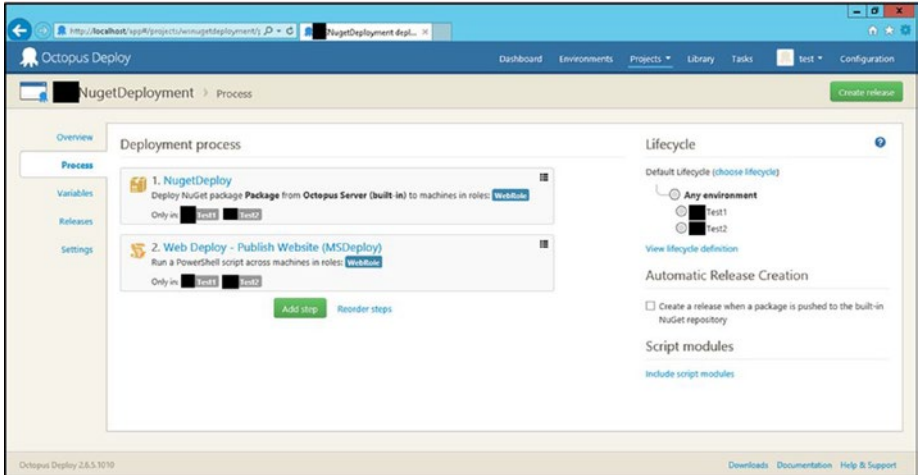 http://localhost/app#/projects/winugetdeployment/p
NugetDeployment depl...
Octopus Deploy
Dashboard Environments Projects Library Tasks test Configuration
NugetDeployment > Process
Create release
Overview
Process
Variables
Releases
Settings
Deployment process
1. NugetDeploy
Deploy NuGet package Package from Octopus Server (built-in) to machines in roles: WebRole
Only in: Test1 Test2
2. Web Deploy - Publish Website (MSDeploy)
Run a PowerShell script across machines in roles: WebRole
Only in: Test1 Test2
Add step Reorder steps
Lifecycle
Default Lifecycle (choose lifecycle)
Any environment
Test1
Test2
View lifecycle definition
Automatic Release Creation
Create a release when a package is pushed to the built-in
NuGet repository
Script modules
Include script modules
Octopus Deploy 2.6.5.1010
Downloads Documentation Help & Support